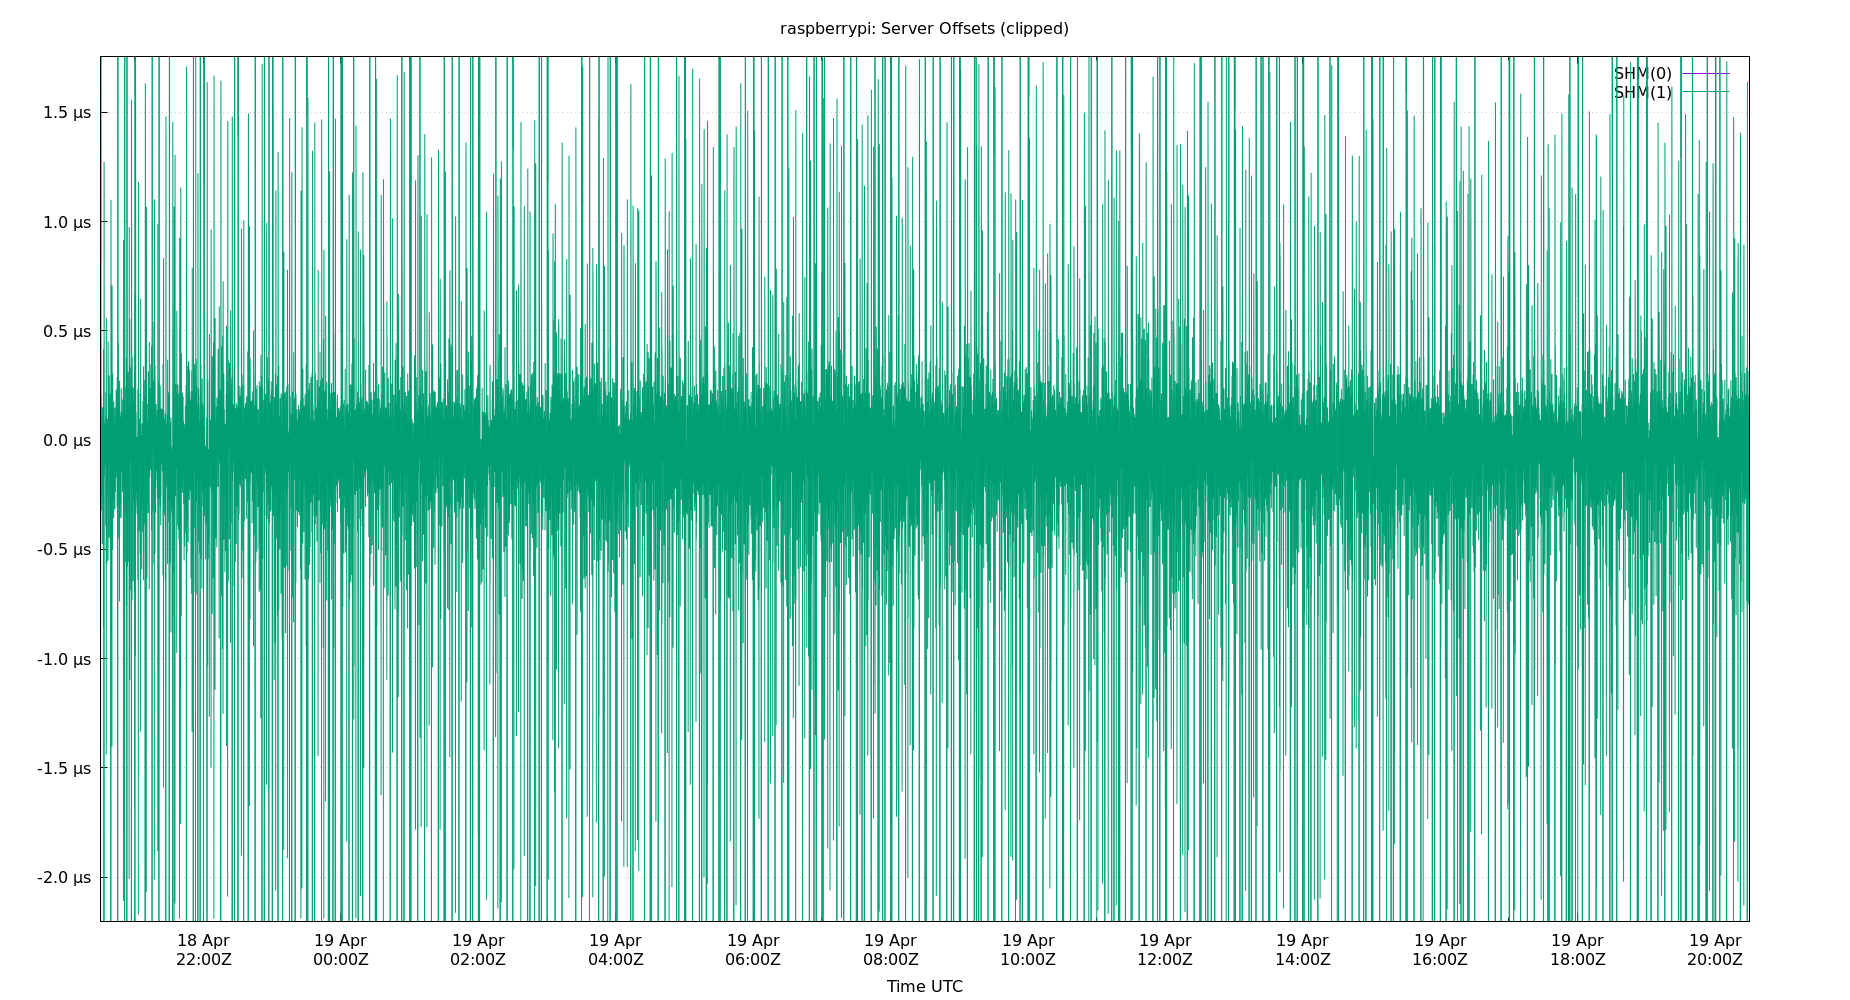 raspberrypi: Server Offsets (clipped)
SHM(0)
SHM(1)
1.5 µs
1.0 µs
0.5 µs
0.0 µs
-0.5 µs
-1.0 µs
-1.5 µs
-2.0 µs
18 Apr 19 Apr 19 Apr 19 Apr 19 Apr 19 Apr 19 Apr 19 Apr 19 Apr 19 Apr 19 Apr 19 Apr
22:00Z 00:00Z 02:00Z 04:00Z 06:00Z 08:00Z 10:00Z 12:00Z 14:00Z 16:00Z 18:00Z 20:00Z
Time UTC